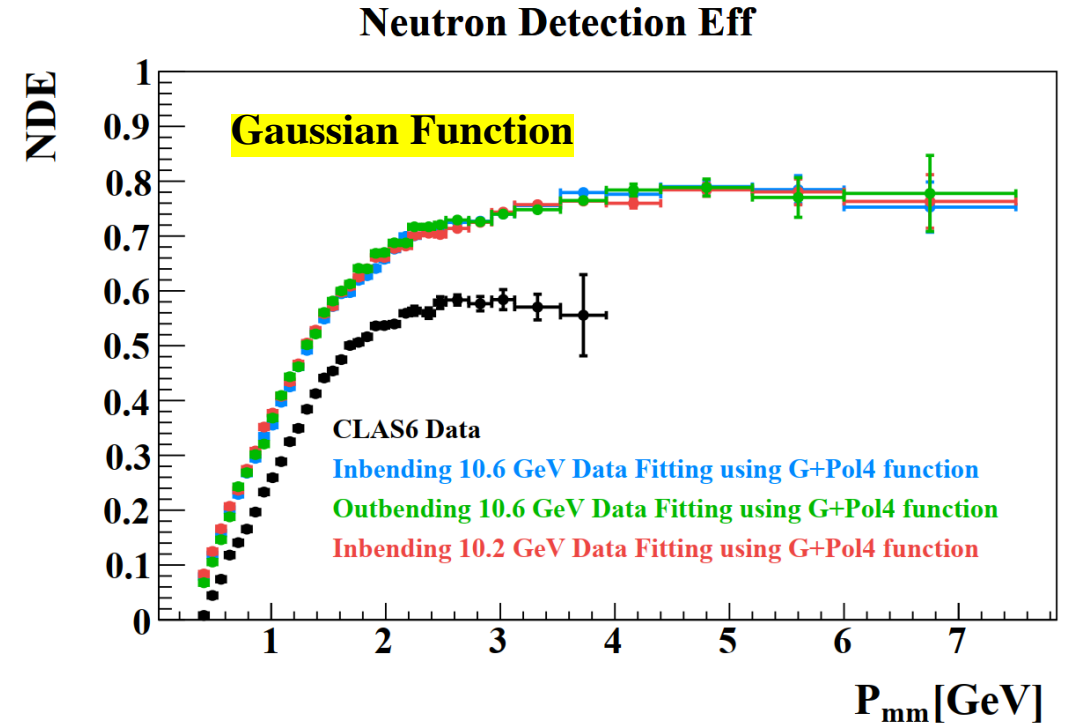 Neutron Detection Eff
NDE
1
0.9
0.8
0.7
0.6
0.5
0.4
0.3
0.2
0.1
0
Gaussian Function
CLAS6 Data
Inbending 10.6 GeV Data Fitting using G+Pol4 function
Outbending 10.6 GeV Data Fitting using G+Pol4 function
Inbending 10.2 GeV Data Fitting using G+Pol4 function
1 2 3 4 5 6 7
Pmm[GeV]